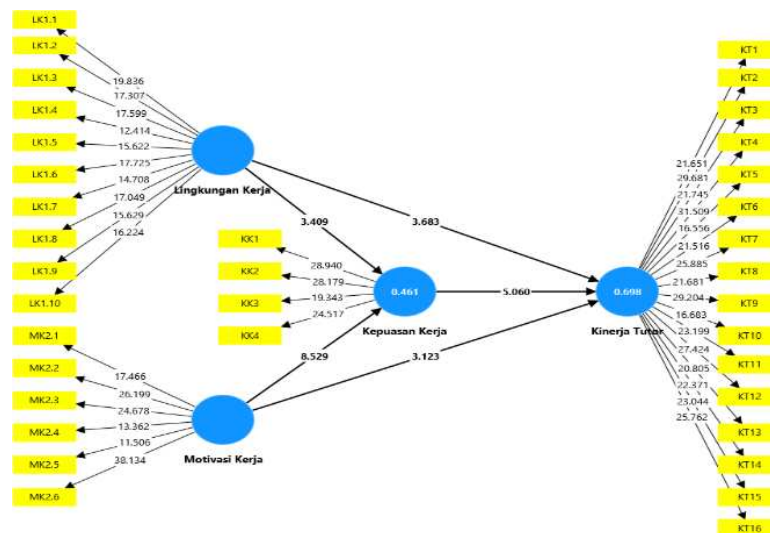 LK1.1
LK1.2
LK1.3
LK1.4
LK1.5
LK1.6
LK1.7
LK1.8
LK1.9
LK1.10
19.836
17.307
17.599
12.414
15.622
17.725
14.708
17.049
15.629
16.224
Lingkungan Kerja
MK2.1
MK2.2
MK2.3
MK2.4
MK2.5
MK2.6
17.466
26.199
24.678
13.362
11.506
38.134
Motivasi Kerja
3.409
3.683
8.529
3.123
5.060
KK1
KK2
KK3
KK4
28.940
28.179
19.343
24.517
0.461
Kepuasan Kerja
0.698
Kinerja Tutor
21.651
29.681
21.745
31.509
16.556
21.516
25.885
21.681
29.204
16.683
23.199
27.424
20.805
22.371
23.044
25.762
KT1
KT2
KT3
KT4
KT5
KT6
KT7
KT8
KT9
KT10
KT11
KT12
KT13
KT14
KT15
KT16